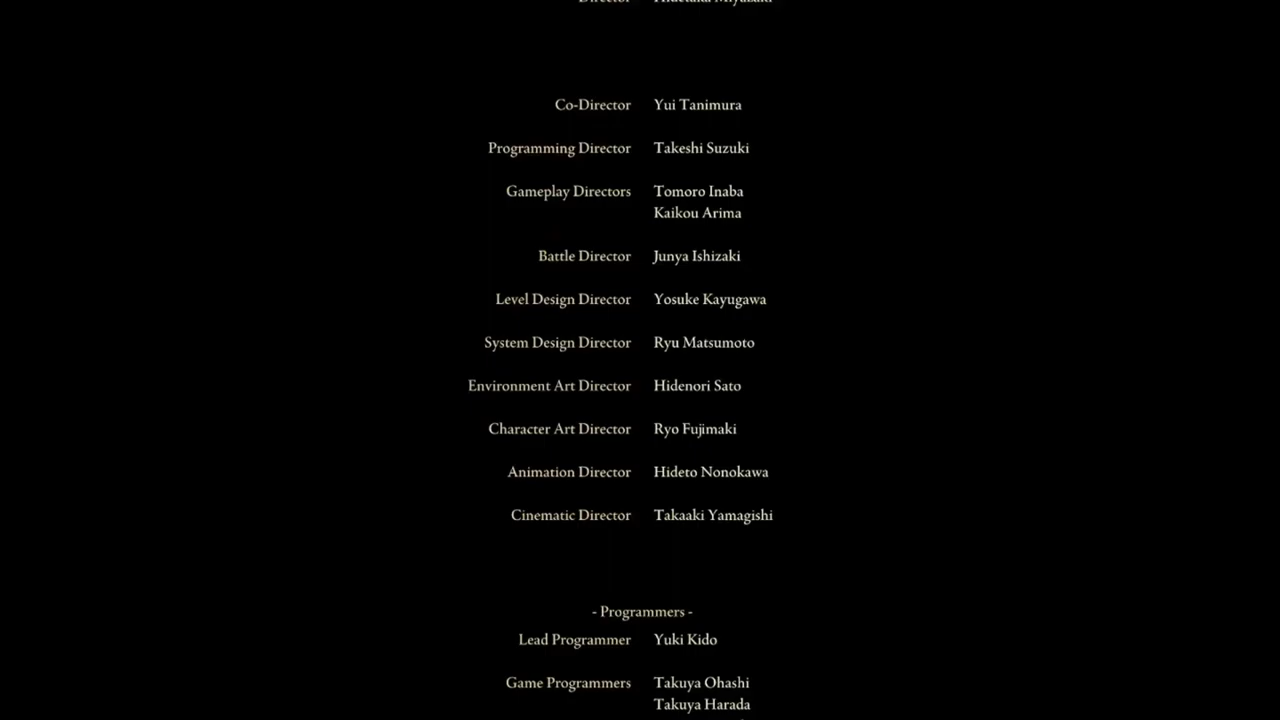 Director Hidetaka Miyazaki
Co-Director Yui Tanimura
Programming Director Takeshi Suzuki
Gameplay Directors Tomoro Inaba
Kaikou Arima
Battle Director Junya Ishizaki
Level Design Director Yosuke Kayugawa
System Design Director Ryu Matsumoto
Environment Art Director Hidenori Sato
Character Art Director Ryo Fujimaki
Animation Director Hideto Nonokawa
Cinematic Director Takaaki Yamagishi
- Programmers -
Lead Programmer Yuki Kido
Game Programmers Takuya Ohashi
Takuya Harada